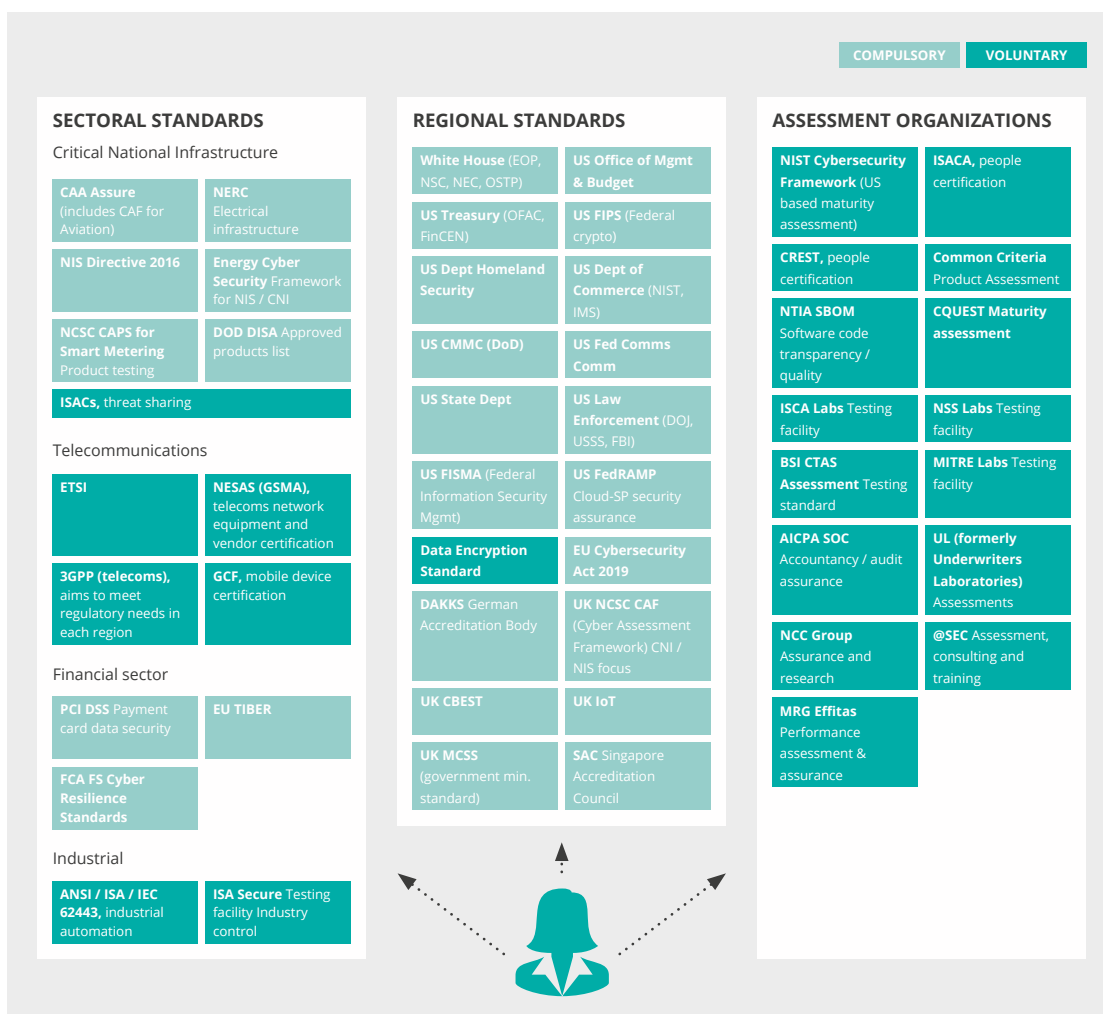 COMPULSORY
VOLUNTARY
SECTORAL STANDARDS
Critical National Infrastructure
CAA Assure
(includes CAF for
Aviation)
NERC
Electrical
infrastructure
NIS Directive 2016
Energy Cyber
Security Framework
for NIS / CNI
NCSC CAPS for
Smart Metering
Product testing
DOD DISA Approved
products list
ISACs, threat sharing
Telecommunications
ETSI
NESAS (GSMA),
telecoms network
equipment and
vendor certification
3GPP (telecoms),
aims to meet
regulatory needs in
each region
GCF, mobile device
certification
Financial sector
PCI DSS Payment
card data security
EU TIBER
FCA FS Cyber
Resilience
Standards
Industrial
ANSI / ISA / IEC
62443, industrial
automation
ISA Secure Testing
facility Industry
control
REGIONAL STANDARDS
White House (EOP,
NSC, NEC, OSTP)
US Office of Mgmt
& Budget
US Treasury (OFAC,
FinCEN)
US FIPS (Federal
crypto)
US Dept Homeland
Security
US Dept of
Commerce (NIST,
IMS)
US CMMC (DoD)
US Fed Comms
Comm
US State Dept
US Law
Enforcement (DOJ,
USSS, FBI)
US FISMA (Federal
Information Security
Mgmt)
US FedRAMP
Cloud-SP security
assurance
Data Encryption
Standard
EU Cybersecurity
Act 2019
DAKKS German
Accreditation Body
UK NCSC CAF
(Cyber Assessment
Framework) CNI /
NIS focus
UK CBEST
UK IoT
UK MCSS
(government min.
standard)
SAC Singapore
Accreditation
Council
ASSESSMENT ORGANIZATIONS
NIST Cybersecurity
Framework (US
based maturity
assessment)
ISACA, people
certification
CREST, people
certification
Common Criteria
Product Assessment
NTIA SBOM
Software code
transparency /
quality
CQUEST Maturity
assessment
ISCA Labs Testing
facility
NSS Labs Testing
facility
BSI CTAS
Assessment Testing
standard
MITRE Labs Testing
facility
AICPA SOC
Accountancy / audit
assurance
UL (formerly
Underwriters
Laboratories)
Assessments
NCC Group
Assurance and
research
@SEC Assessment,
consulting and
training
MRG Effitas
Performance
assessment &
assurance